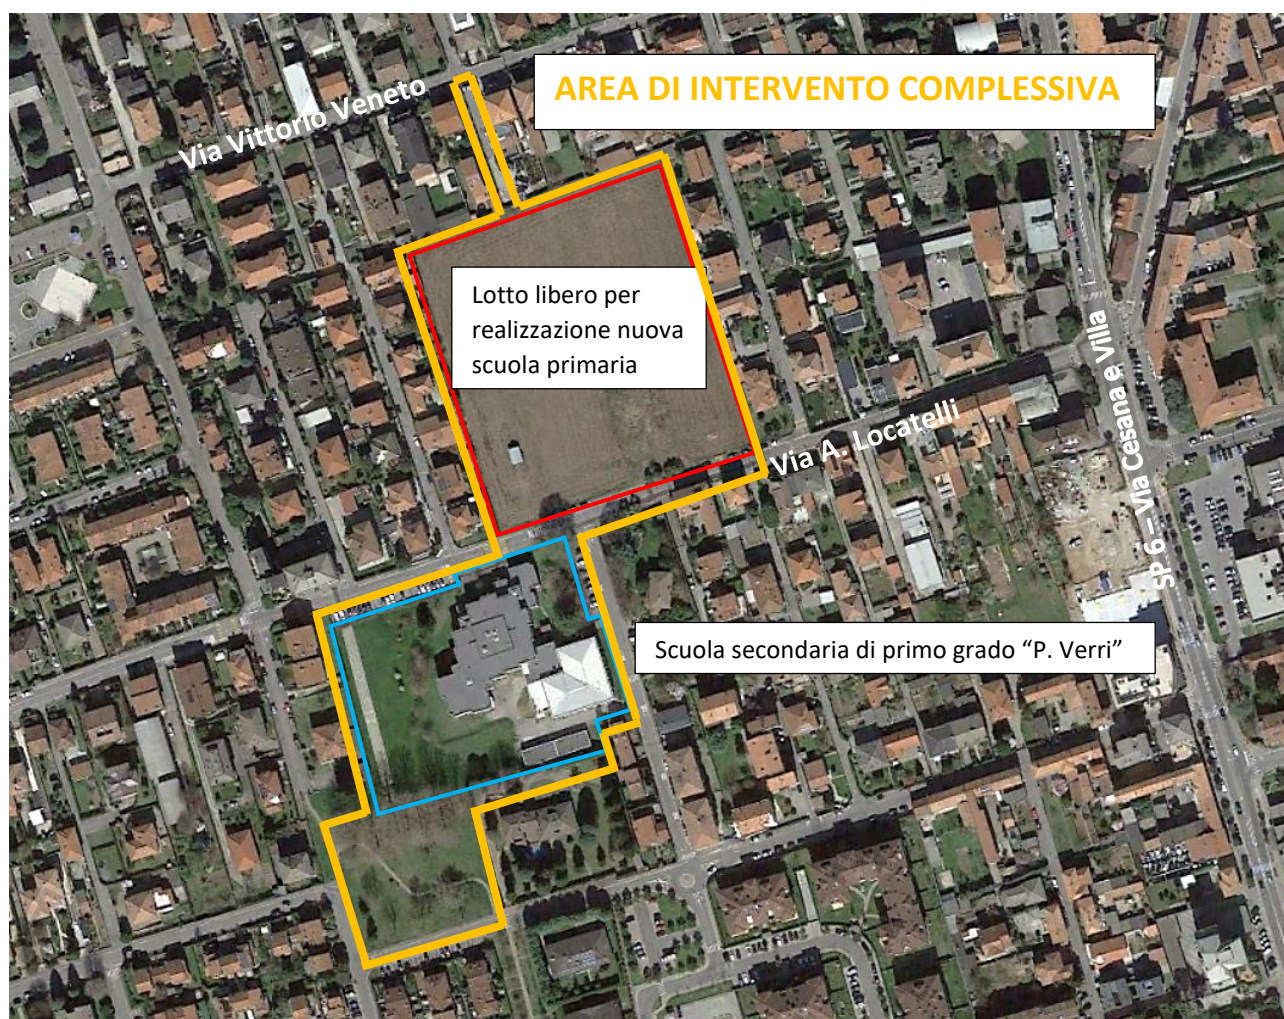 AREA DI INTERVENTO COMPLESSIVA
Via Vittorio Veneto
Lotto libero per
realizzazione nuova
scuola primaria
Via A. Locatelli
SP 6 – Via Cesana e Villa
Scuola secondaria di primo grado “P. Verri”